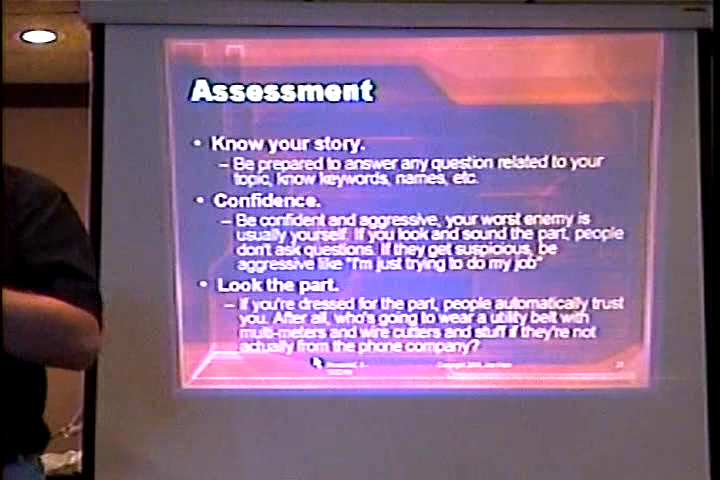 Assessment
• Know your story.
– Be prepared to answer any question related to your
topic, know keywords, names, etc.
• Confidence.
– Be confident and aggressive, your worst enemy is
usually yourself. If you look and sound the part, people
don't ask questions. If they get suspicious, be
aggressive like "I'm just trying to do my job"
• Look the part.
– If you're dressed for the part, people automatically trust
you. After all, who's going to wear a utility belt with
multi-meters and wire cutters and stuff if they're not
actually from the phone company?
Copyright